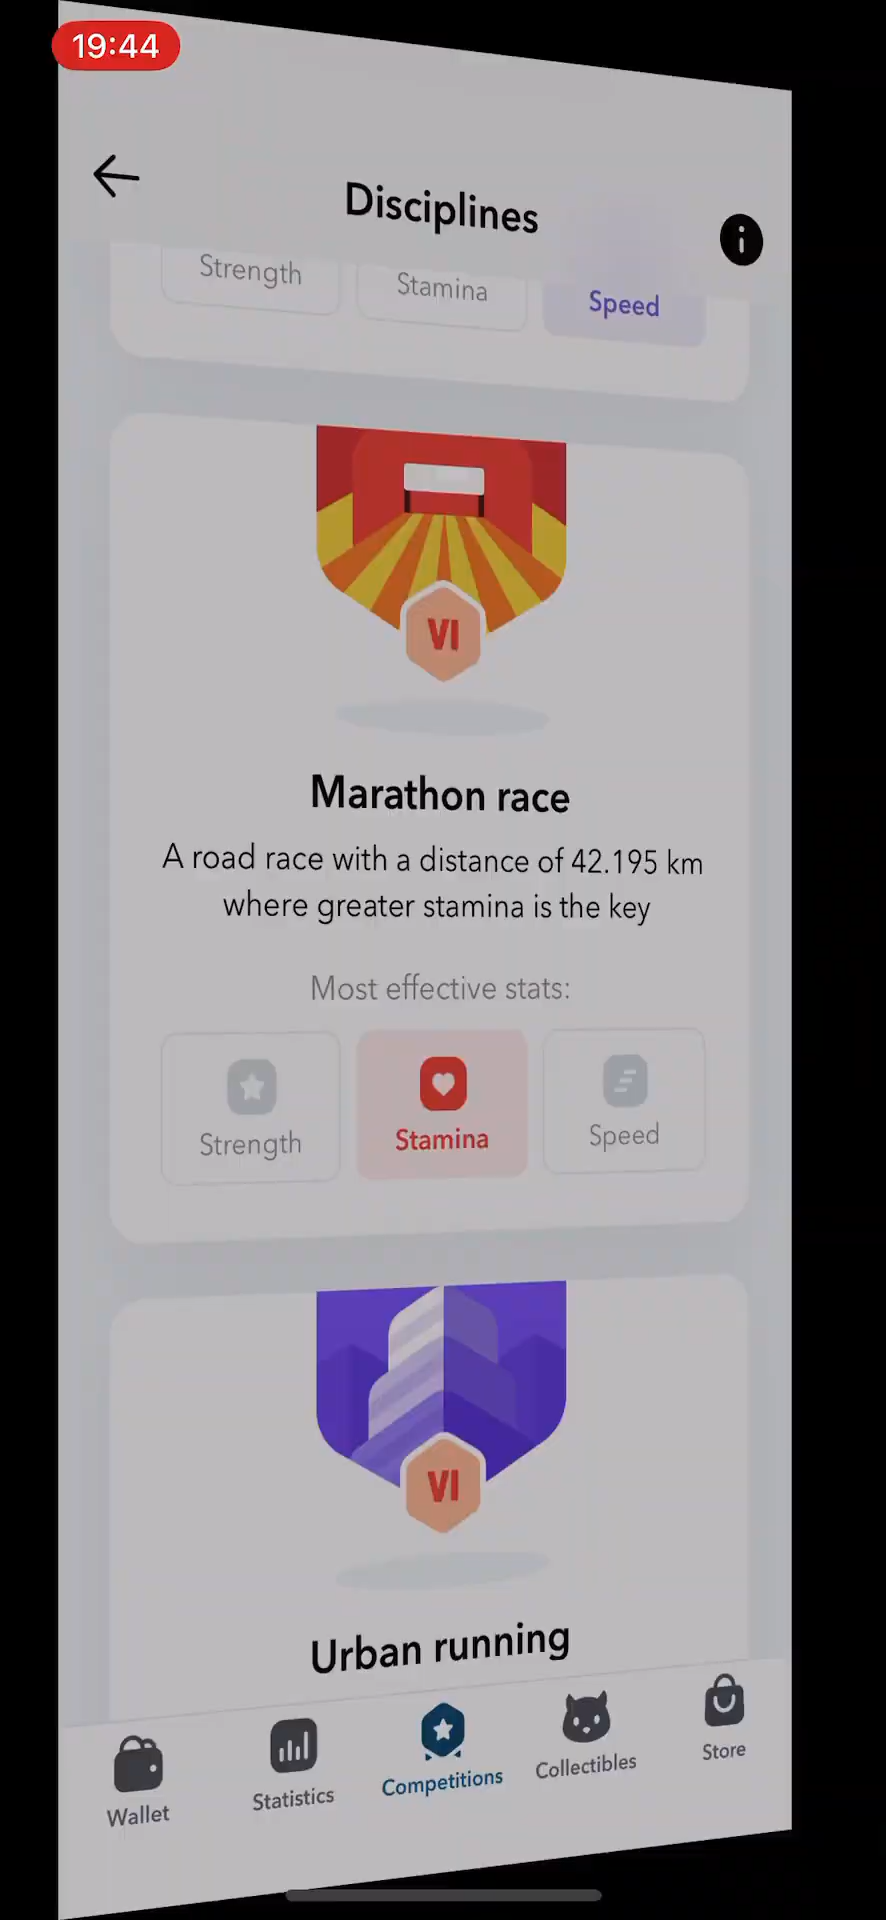 19:44
Disciplines
Strength
Stamina
Speed
VI
Marathon race
A road race with a distance of 42.195 km
where greater stamina is the key
Most effective stats:
Strength
Stamina
Speed
VI
Urban running
Wallet
Statistics
Competitions
Collectibles
Store